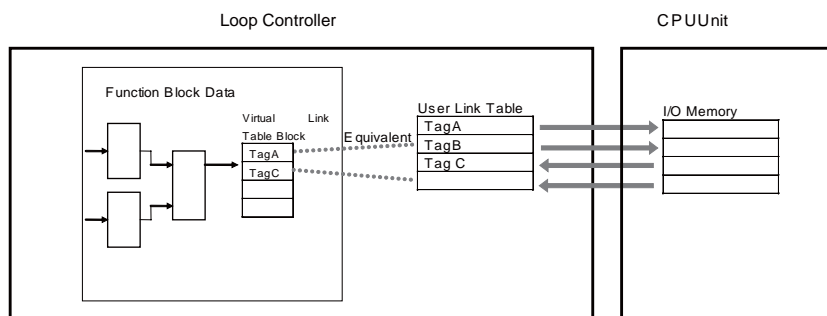 Loop Controller
CPUUnit
Function Block Data
Virtual Link
Table Block
TagA
TagC
Equivalent
User Link Table
TagA
TagB
Tag C
I/O Memory